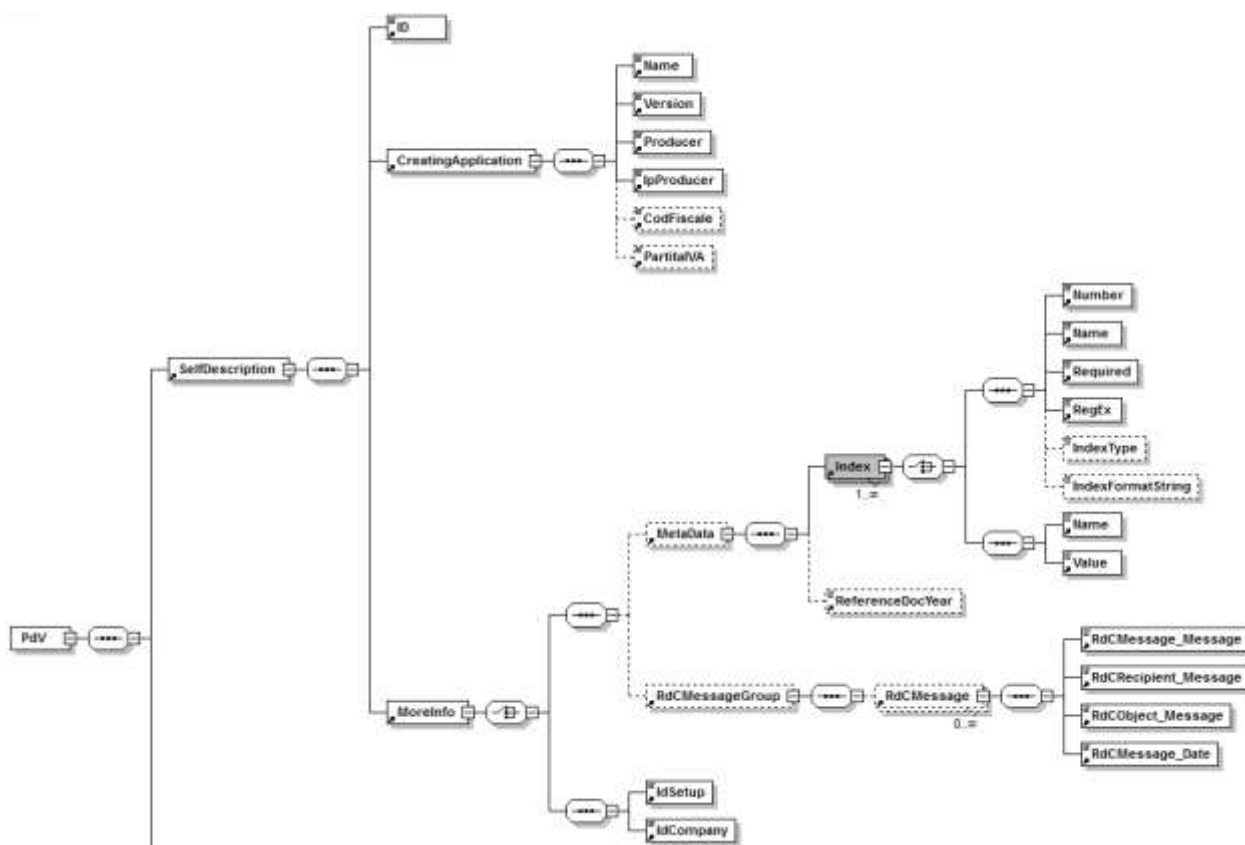 ID
Name
Version
Producer
CreatingApplication
IpProducer
CodFiscale
PartitaIVA
Number
Name
SelfDescription
Required
RegEx
IndexType
Index
1..∞
IndexFormatString
Name
MetaData
Value
ReferenceDocYear
PdV
RdCMessage_Message
RdCRecipient_Message
RdCMessageGroup
RdCMessage
0..∞
MoreInfo
RdCObject_Message
RdCMessage_Date
IdSetup
IdCompany